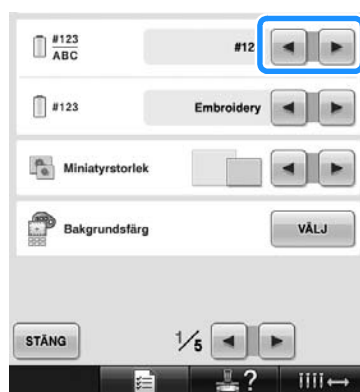 #123
ABC
#12
#123
Embroidery
Miniatyrstorlek
Bakgrundsfärg
VÄLJ
STÄNG
1/5
?